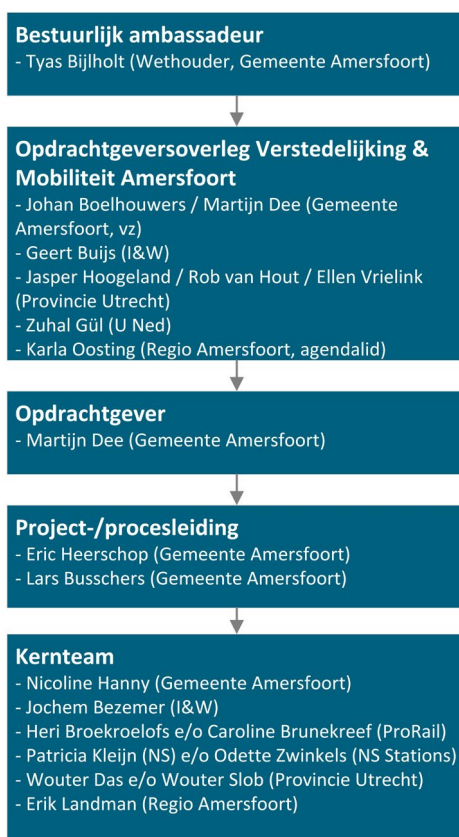 Bestuurlijk ambassadeur
- Tyas Bijlholt (Wethouder, Gemeente Amersfoort)
Opdrachtgeversoverleg Verstedelijking &
Mobiliteit Amersfoort
- Johan Boelhouwers / Martijn Dee (Gemeente
Amersfoort, vz)
- Geert Buijs (I&W)
- Jasper Hoogeland / Rob van Hout / Ellen Vrielink
(Provincie Utrecht)
- Zuhal Gül (U Ned)
- Karla Oosting (Regio Amersfoort, agendalid)
Opdrachtgever
- Martijn Dee (Gemeente Amersfoort)
Project-/procesleiding
- Eric Heerschop (Gemeente Amersfoort)
- Lars Busschers (Gemeente Amersfoort)
Kernteam
- Nicoline Hanny (Gemeente Amersfoort)
- Jochem Bezemer (I&W)
- Heri Broekroelofs e/o Caroline Brunekreef (ProRail)
- Patricia Kleijn (NS) e/o Odette Zwinkels (NS Stations)
- Wouter Das e/o Wouter Slob (Provincie Utrecht)
- Erik Landman (Regio Amersfoort)